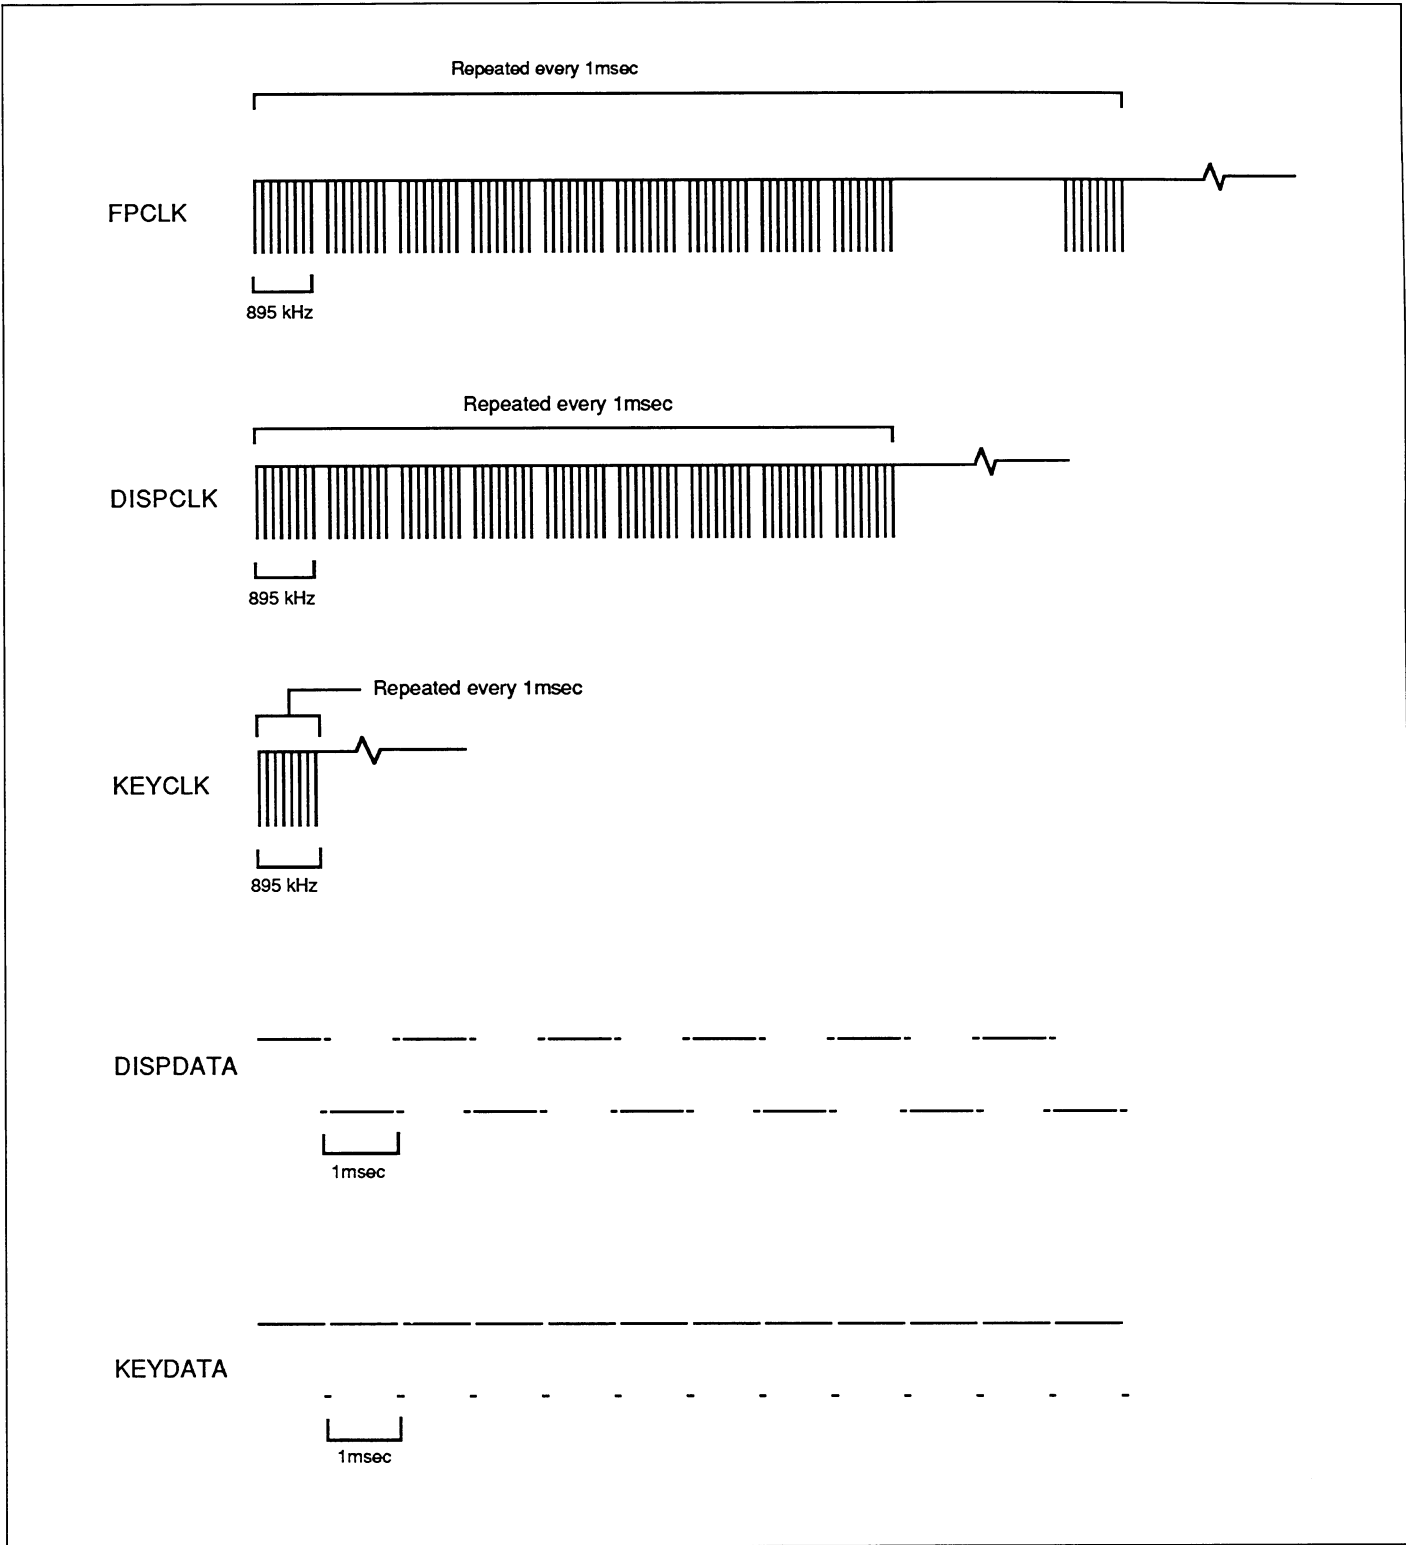 Repeated every 1msec
FPCLK
895 kHz
Repeated every 1msec
DISPCLK
895 kHz
Repeated every 1msec
KEYCLK
895 kHz
DISPDATA
1msec
KEYDATA
1msec